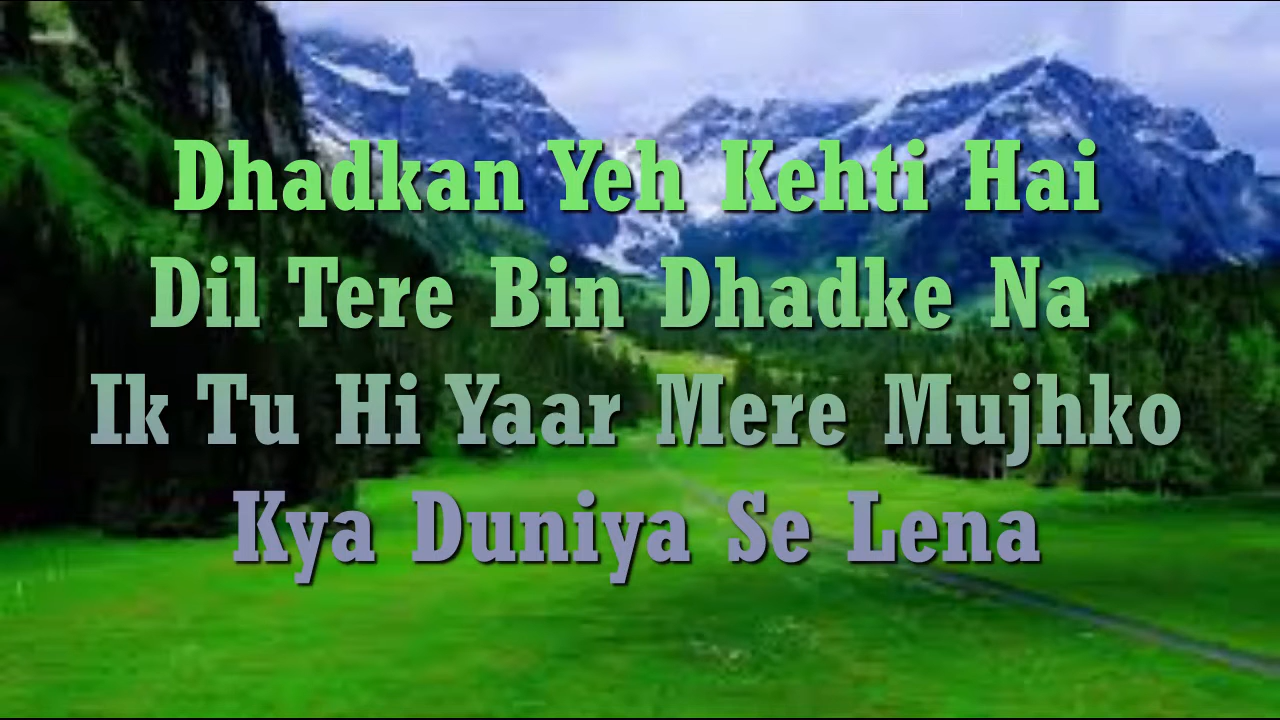 Dhadkan Yeh Kehti Hai
Dil Tere Bin Dhadke Na
Ik Tu Hi Yaar Mere Mujhko
Kya Duniya Se Lena